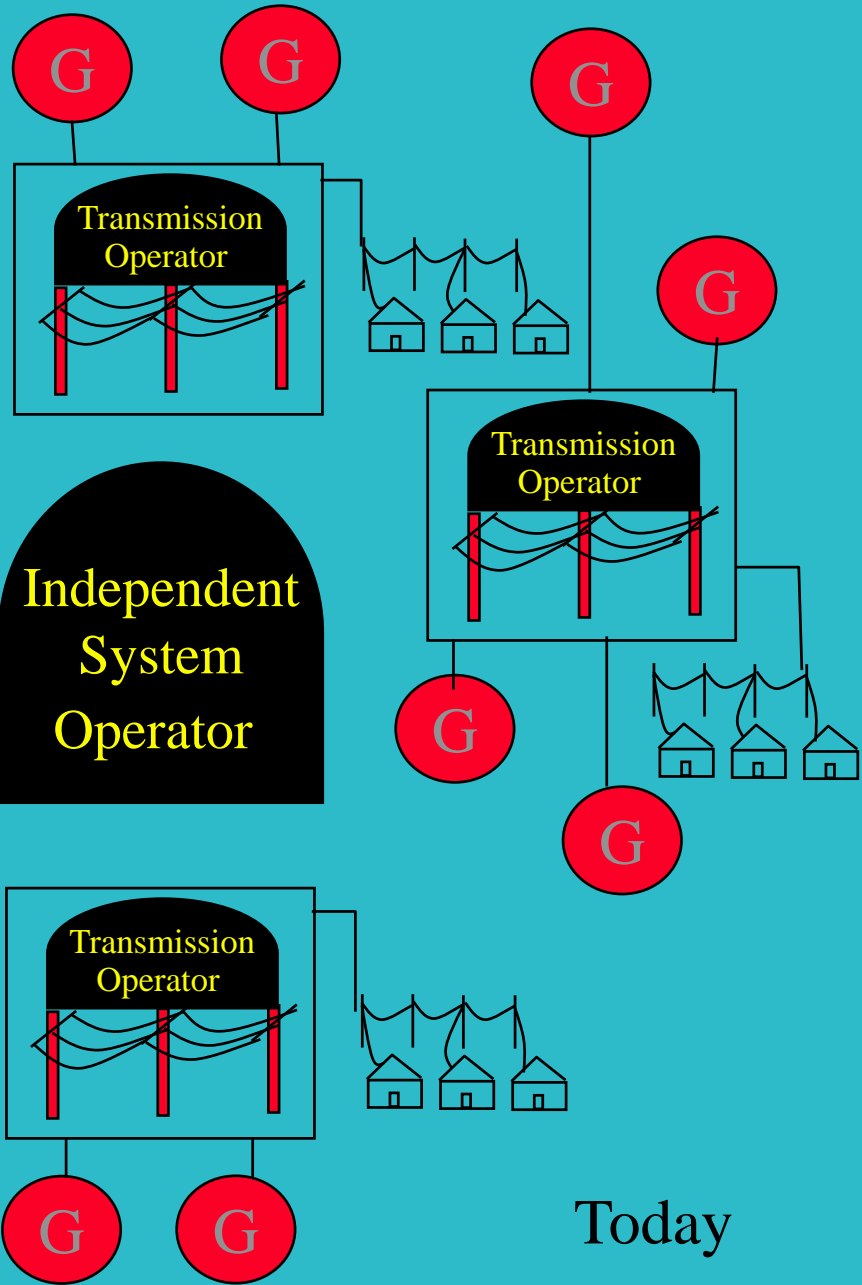 G
G
G
Transmission
Operator
G
Transmission
Operator
Independent
System
Operator
G
G
Transmission
Operator
G
G
Today